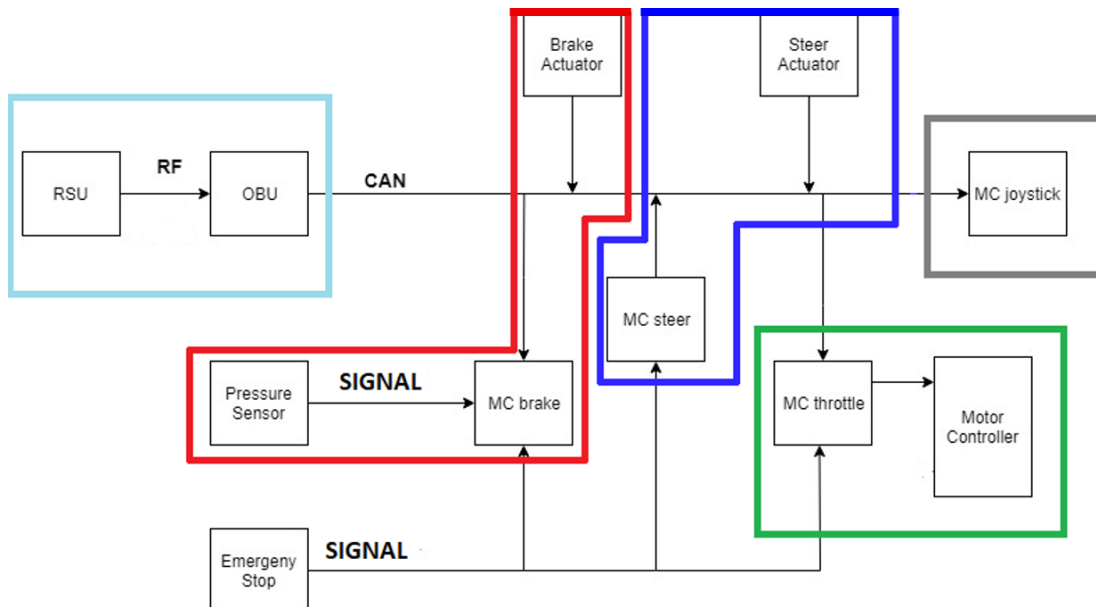 Brake
Actuator
Steer
Actuator
RSU
RF
OBU
CAN
MC joystick
MC steer
Pressure
Sensor
SIGNAL
MC brake
MC throttle
Motor
Controller
Emergeny
Stop
SIGNAL